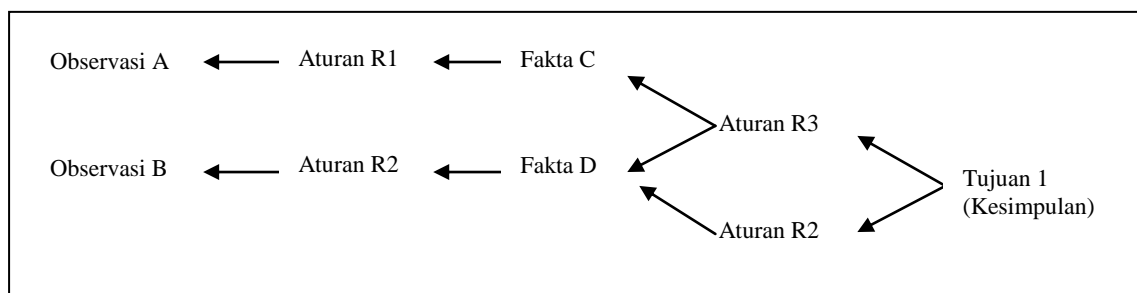 Observasi A
Aturan R1
Fakta C
Aturan R3
Observasi B
Aturan R2
Fakta D
Tujuan 1
(Kesimpulan)
Aturan R2